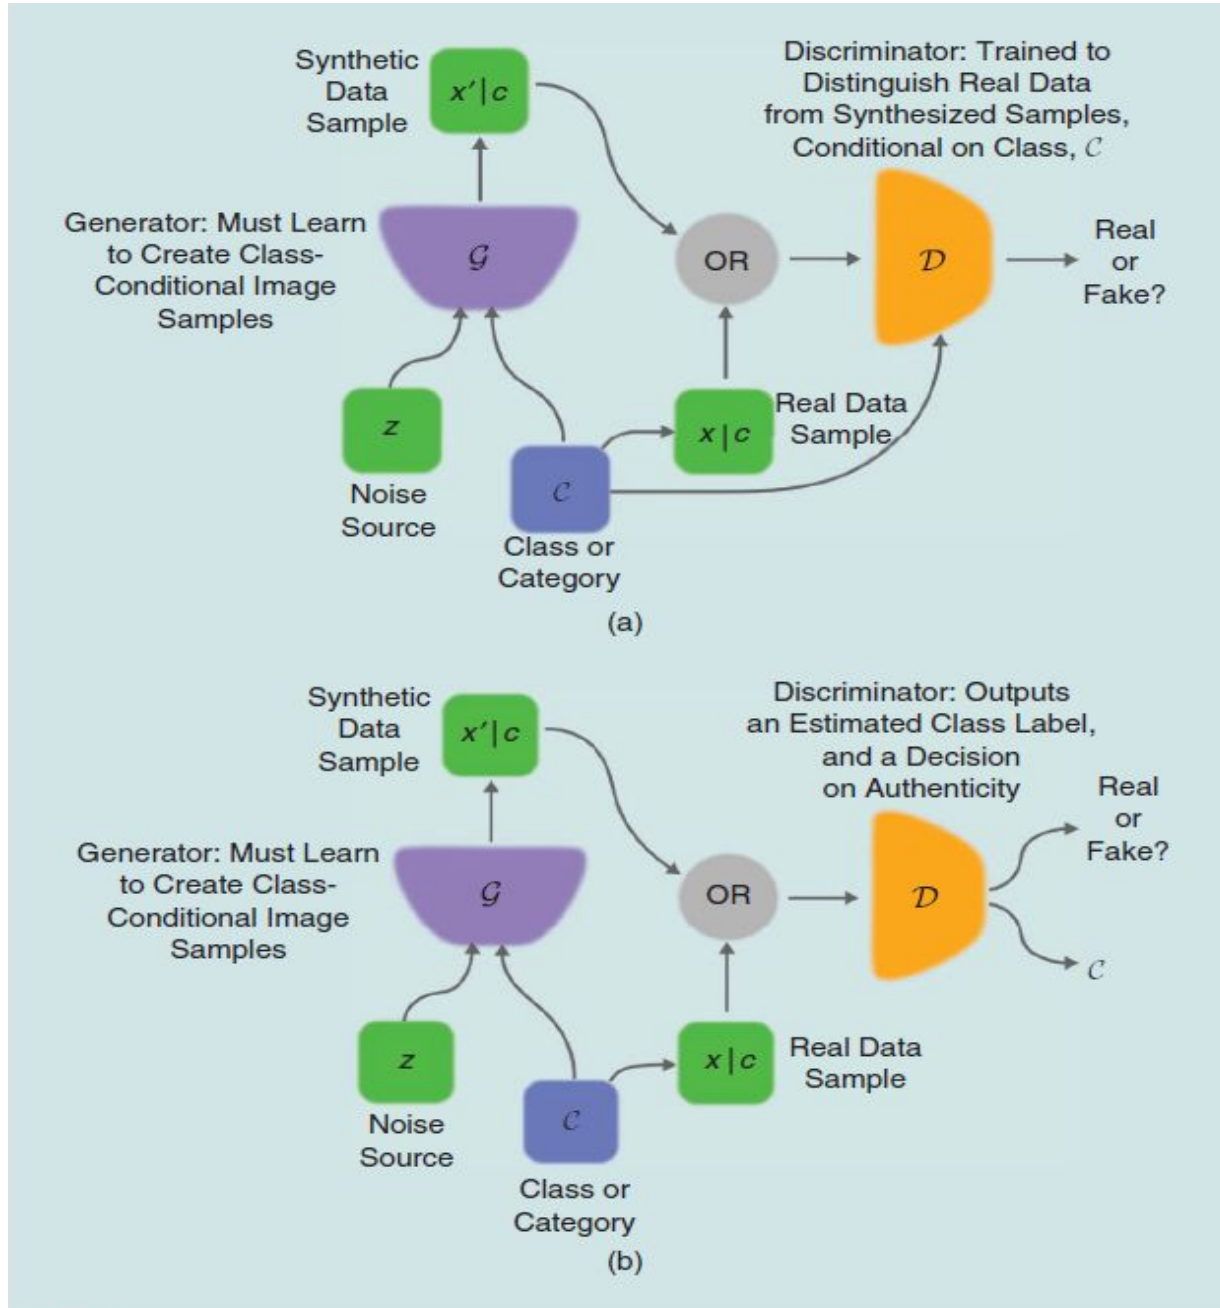 Synthetic
Data
Sample
x′|c
Discriminator: Trained to
Distinguish Real Data
from Synthesized Samples,
Conditional on Class, 𝒞
Generator: Must Learn
to Create Class-
Conditional Image
Samples
𝒢
OR
𝒟
Real
or
Fake?
z
Noise
Source
𝒞
Class or
Category
x|c
Real Data
Sample
(a)
Synthetic
Data
Sample
x′|c
Discriminator: Outputs
an Estimated Class Label,
and a Decision
on Authenticity
Generator: Must Learn
to Create Class-
Conditional Image
Samples
𝒢
OR
𝒟
Real
or
Fake?
𝒞
z
Noise
Source
𝒞
Class or
Category
x|c
Real Data
Sample
(b)